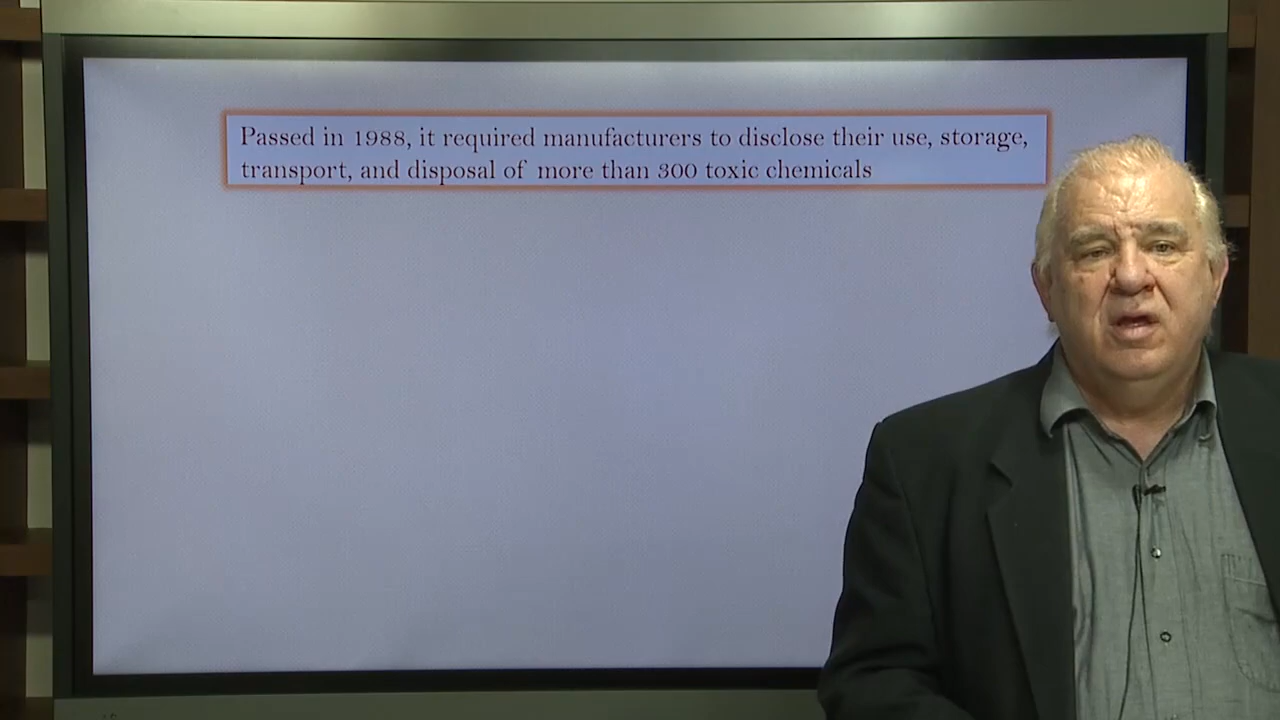 Passed in 1988, it required manufacturers to disclose their use, storage,
transport, and disposal of more than 300 toxic chemicals